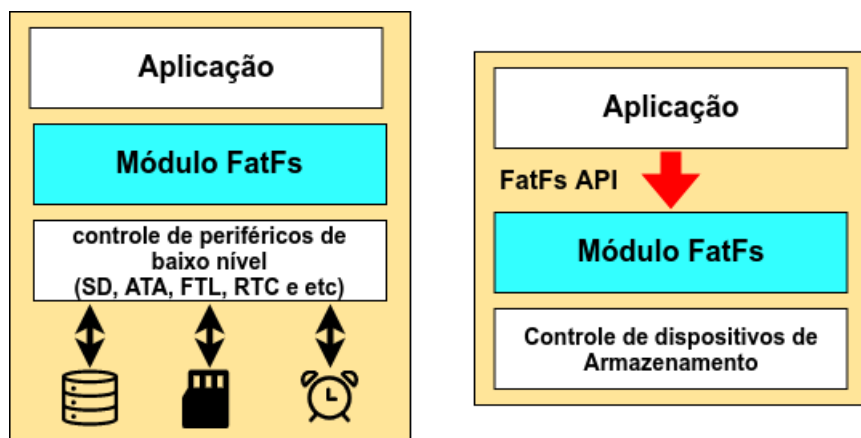 Aplicação
Módulo FatFs
controle de periféricos de
baixo nível
(SD, ATA, FTL, RTC e etc)
Aplicação
FatFs API
Módulo FatFs
Controle de dispositivos de
Armazenamento